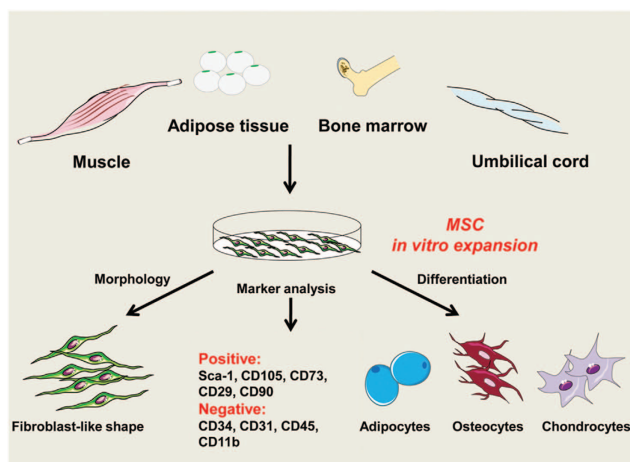 Adipose tissue
Bone marrow
Muscle
Umbilical cord
MSC
in vitro expansion
Morphology
Marker analysis
Differentiation
Positive:
Sca-1, CD105, CD73,
CD29, CD90
Negative:
CD34, CD31, CD45,
CD11b
Fibroblast-like shape
Adipocytes
Osteocytes
Chondrocytes